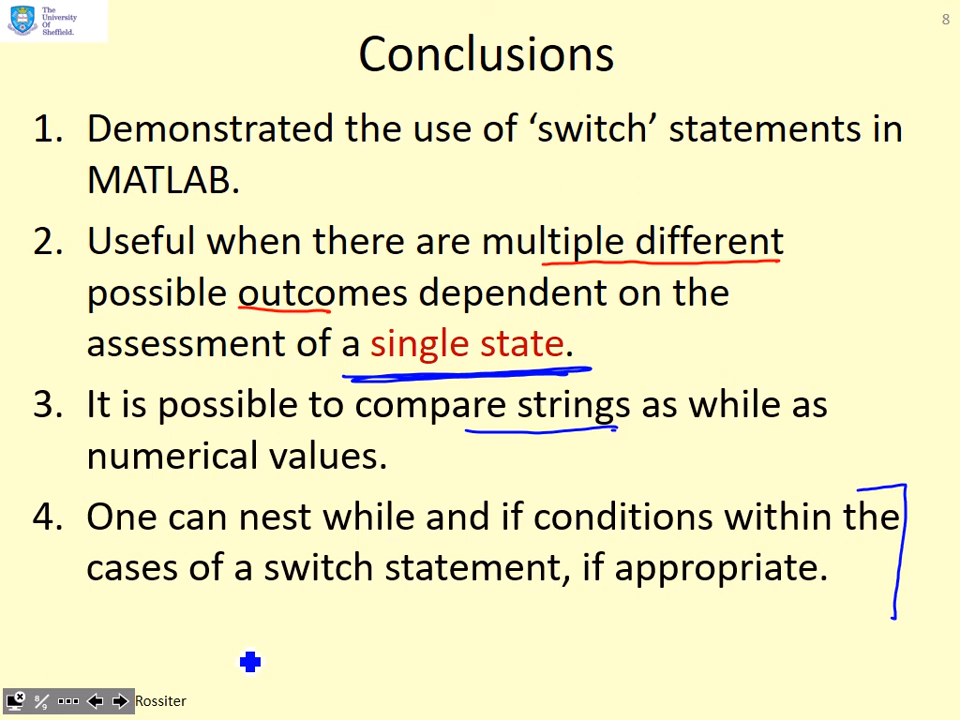 The
University
Of
Sheffield.
8
Conclusions
1. Demonstrated the use of ‘switch’ statements in
MATLAB.
2. Useful when there are multiple different
possible outcomes dependent on the
assessment of a single state.
3. It is possible to compare strings as while as
numerical values.
4. One can nest while and if conditions within the
cases of a switch statement, if appropriate.
8/9
Rossiter